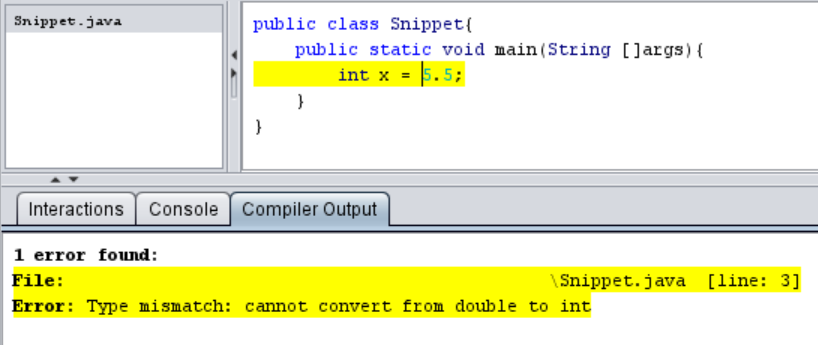 Snippet.java
public class Snippet{
public static void main(String []args){
int x = 5.5;
}
}
Interactions
Console
Compiler Output
1 error found:
File: \Snippet.java [line: 3]
Error: Type mismatch: cannot convert from double to int